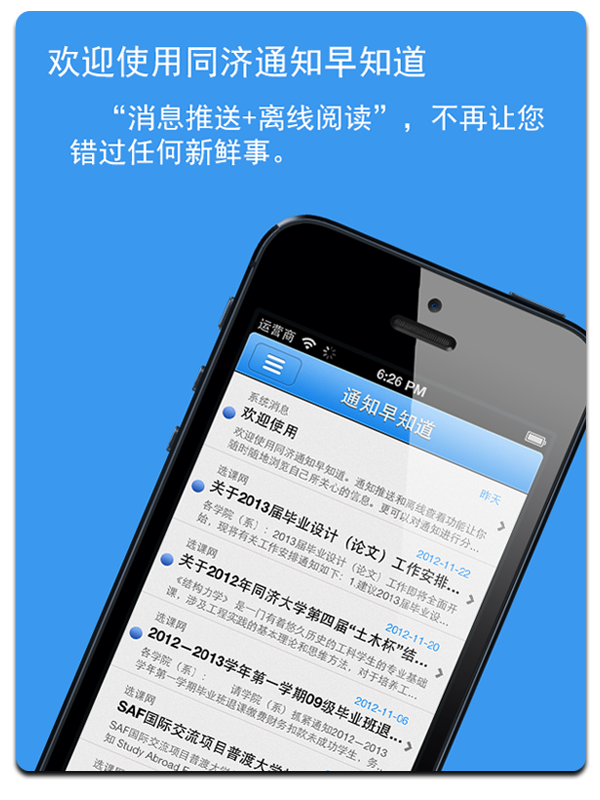 欢迎使用同济通知早知道
“消息推送+离线阅读”，不再让您
错过任何新鲜事。
运营商
6:26 PM
通知早知道
系统消息
昨天
欢迎使用
欢迎使用同济通知早知道。通知推送和离线查看功能让你
随时随地浏览自己所关心的信息。更可以对通知进行分...
选课网
2012-11-22
关于2013届毕业设计（论文）工作安排...
各学院（系）：2013届毕业设计（论文）工作即将全面开
始，现将有关工作安排通知如下：1.建议2013届毕业设...
选课网
2012-11-20
关于2012年同济大学第四届“土木杯”结...
《结构力学》是一门有着悠久历史的工科学生的专业基础
课，涉及工程实践的基本理论和思维方法，对于培养工...
选课网
2012-11-06
2012—2013学年第一学期09级毕业班退...
各学院（系）： 请学院（系）抓紧通知2012—2013
学年第一学期毕业班退课缴费财务扣款未成功学生，务...
选课网
SAF国际交流项目普渡大学
SAF国际交流项目普渡大学
知 Study Abroad
选课网